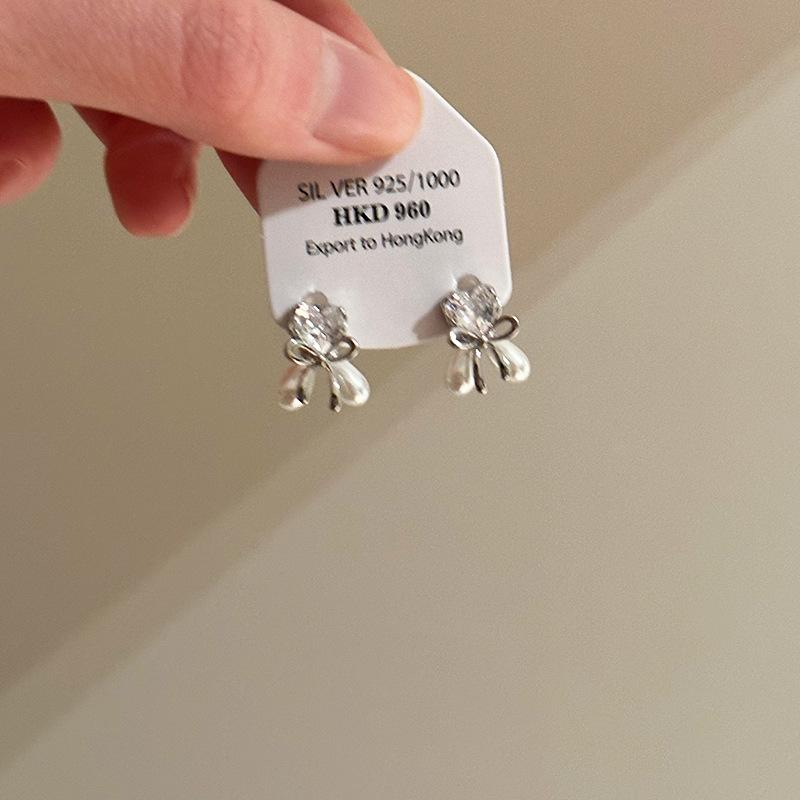 SIL VER 925/1000
HKD 960
Export to HongKong